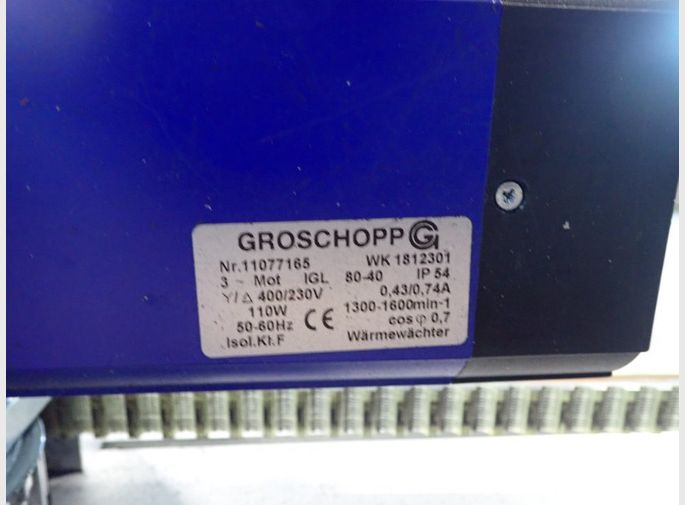 GROSCHOPP G
Nr.11077165 WK 1812301
3 ~ Mot IGL 80-40 IP 54
Y/△ 400/230V 0,43/0,74A
110W 1300-1600min-1
50-60Hz CE cos φ 0,7
Isol.Kl.F Wärmewächter